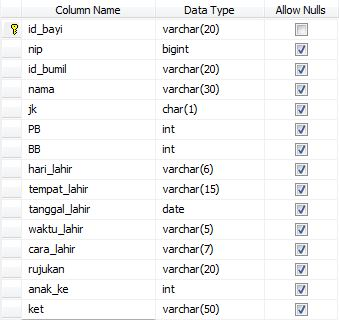 Column Name Data Type Allow Nulls
id_bayi varchar(20)
nip bigint
id_bumil varchar(20)
nama varchar(30)
jk char(1)
PB int
BB int
hari_lahir varchar(6)
tempat_lahir varchar(15)
tanggal_lahir date
waktu_lahir varchar(5)
cara_lahir varchar(7)
rujukan varchar(20)
anak_ke int
ket varchar(50)